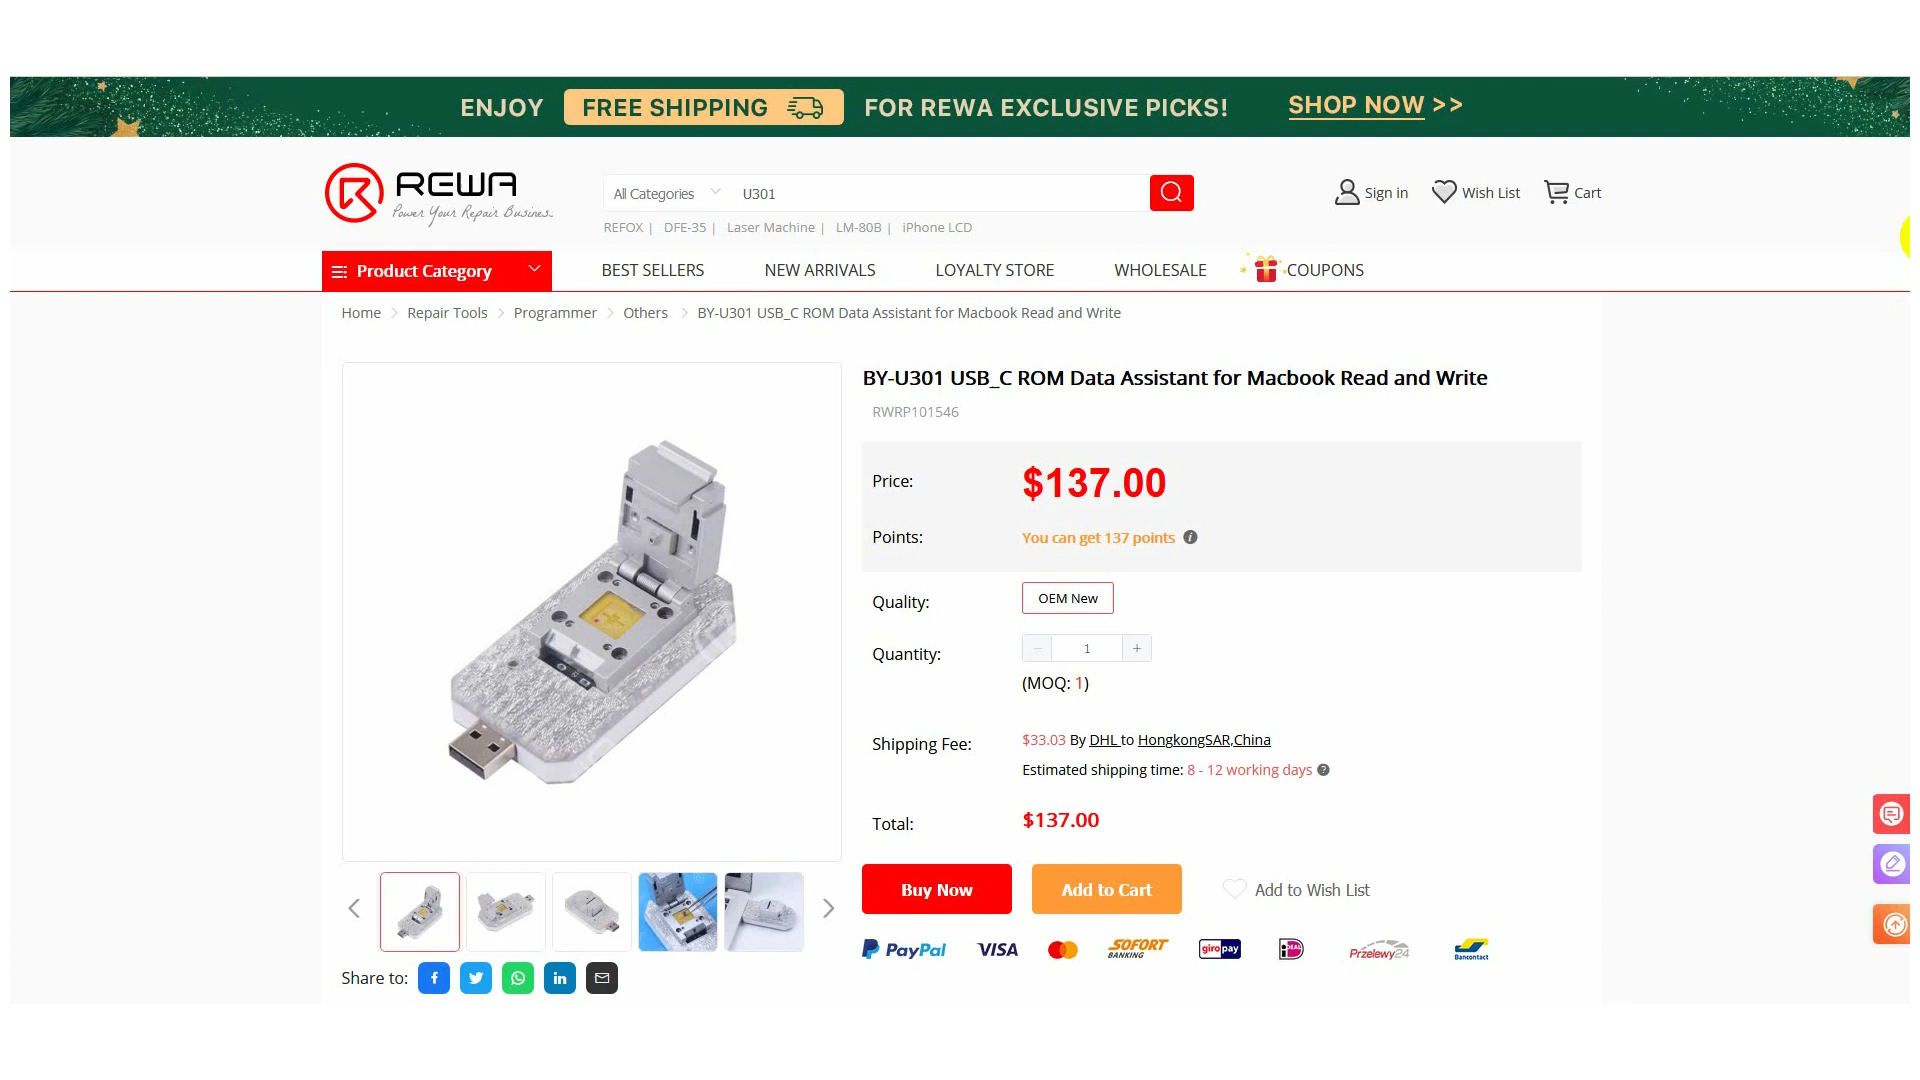 ENJOY FREE SHIPPING FOR REWA EXCLUSIVE PICKS! SHOP NOW >>
REWA
Power Your Repair Business.
All Categories U301
Sign in Wish List Cart
REFOX | DFE-35 | Laser Machine | LM-80B | iPhone LCD
Product Category BEST SELLERS NEW ARRIVALS LOYALTY STORE WHOLESALE COUPONS
Home > Repair Tools > Programmer > Others > BY-U301 USB_C ROM Data Assistant for Macbook Read and Write
BY-U301 USB_C ROM Data Assistant for Macbook Read and Write
RWRP101546
Price: $137.00
Points: You can get 137 points
Quality: OEM New
Quantity: − 1 +
(MOQ: 1)
Shipping Fee: $33.03 By DHL to HongkongSAR,China
Estimated shipping time: 8 - 12 working days
Total: $137.00
Buy Now Add to Cart Add to Wish List
PayPal VISA SOFORT BANKING giropay iDEAL Przelewy24 Bancontact
Share to: